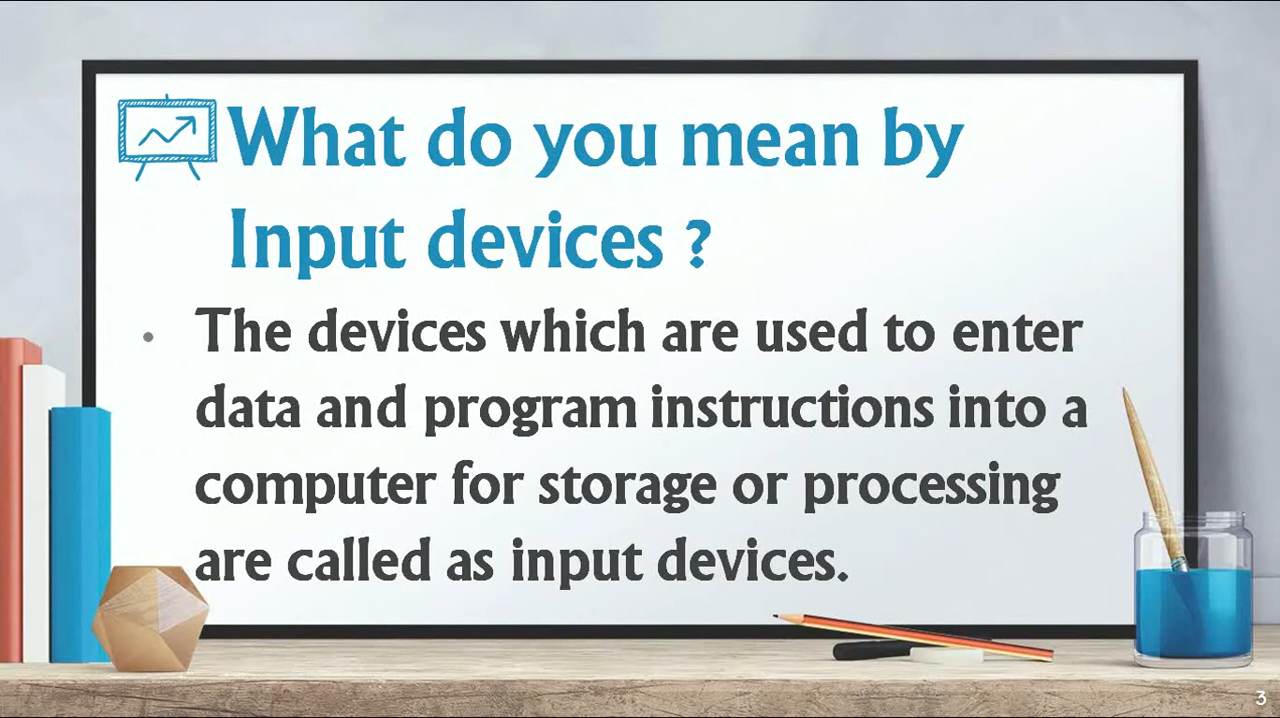 What do you mean by
Input devices ?
• The devices which are used to enter
data and program instructions into a
computer for storage or processing
are called as input devices.
3